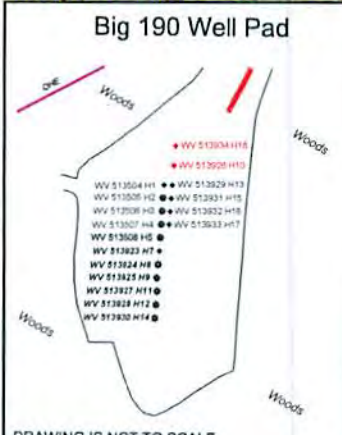 Big 190 Well Pad
OHE
Woods
Woods
WV 513934 H18
WV 513926 H10
WV 513504 H1 WV 513929 H13
WV 513505 H2 WV 513931 H15
WV 513506 H3 WV 513932 H16
WV 513507 H4 WV 513933 H17
WV 513508 H5
WV 513923 H7
WV 513924 H8
WV 513925 H9
WV 513927 H11
WV 513928 H12
WV 513930 H14
Woods
Woods
DRAWING IS NOT TO SCALE